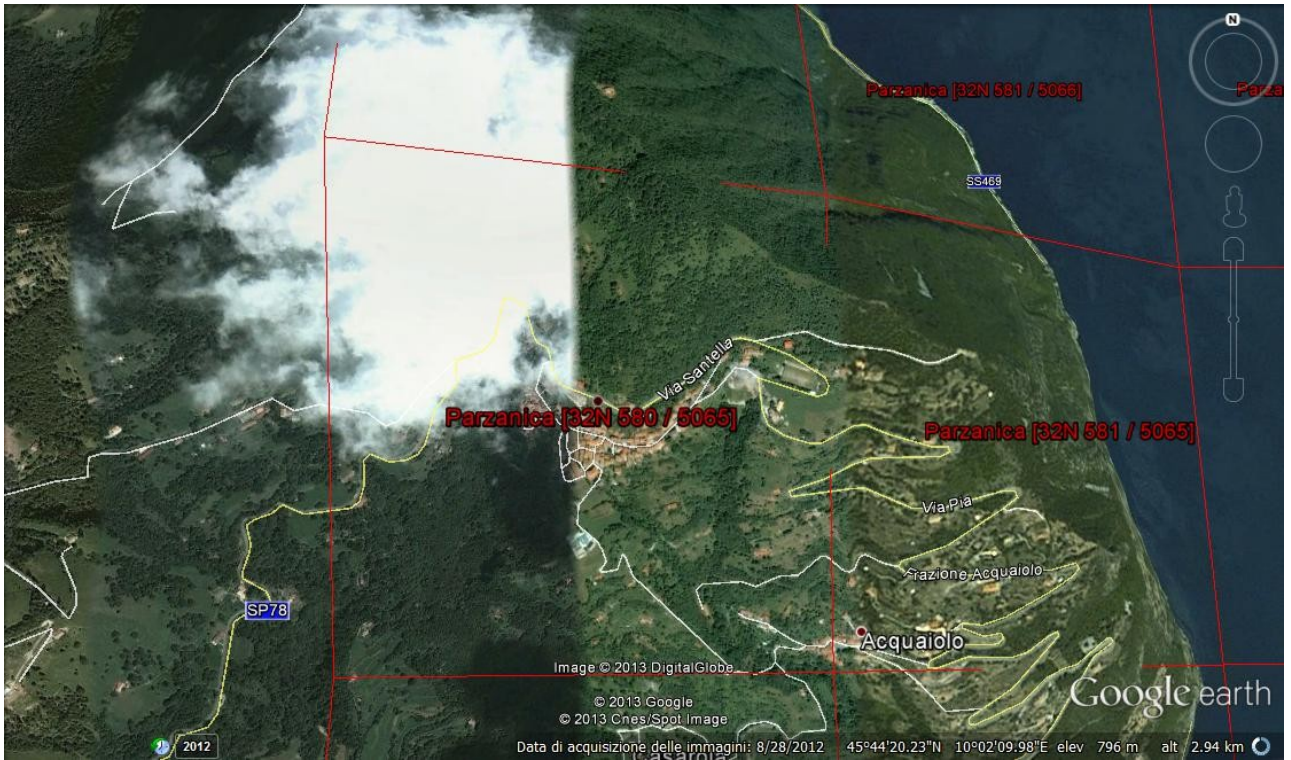 N
Parzanica [32N 581 / 5066]
Parza
SS469
Via Santella
Parzanica [32N 580 / 5065]
Parzanica [32N 581 / 5065]
Via Pia
Frazione Acquaiolo
SP78
Acquaiolo
Image © 2013 DigitalGlobe
© 2013 Google
© 2013 Cnes/Spot Image
Google earth
2012
Data di acquisizione delle immagini: 8/28/2012 45°44'20.23"N 10°02'09.98"E elev 796 m alt 2.94 km